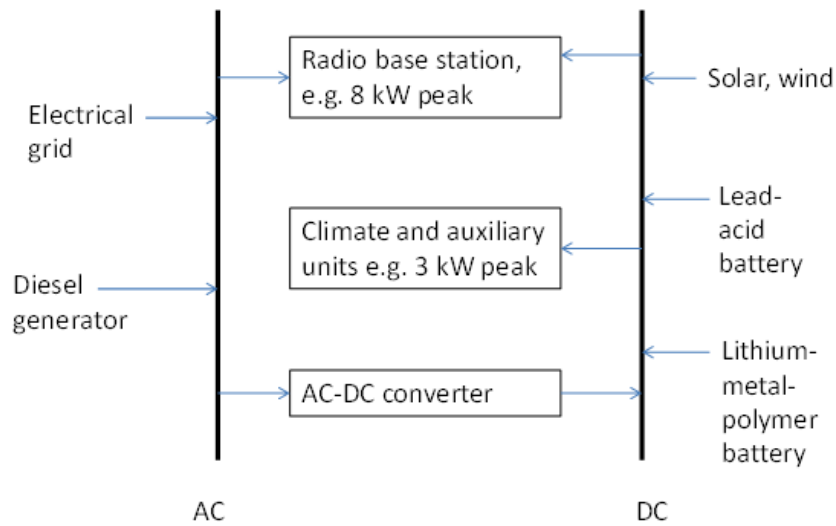 Radio base station,
e.g. 8 kW peak
Solar, wind
Electrical
grid
Lead-
acid
battery
Climate and auxiliary
units e.g. 3 kW peak
Diesel
generator
Lithium-
metal-
polymer
battery
AC-DC converter
AC
DC